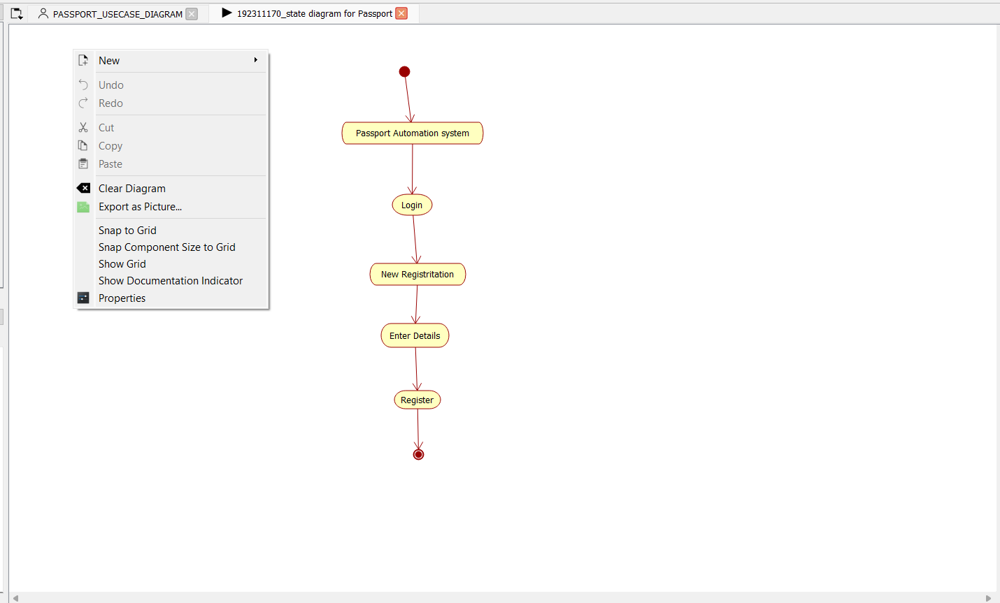 PASSPORT_USECASE_DIAGRAM
192311170_state diagram for Passport
New
Undo
Redo
Cut
Copy
Paste
Clear Diagram
Export as Picture...
Snap to Grid
Snap Component Size to Grid
Show Grid
Show Documentation Indicator
Properties
Passport Automation system
Login
New Registritation
Enter Details
Register